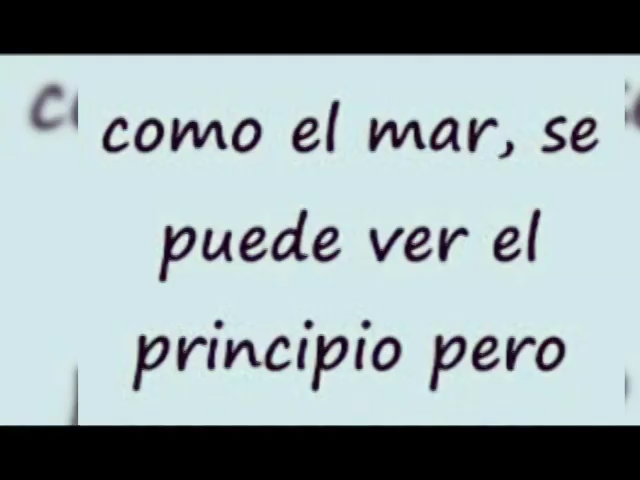 como el mar, se
puede ver el
principio pero